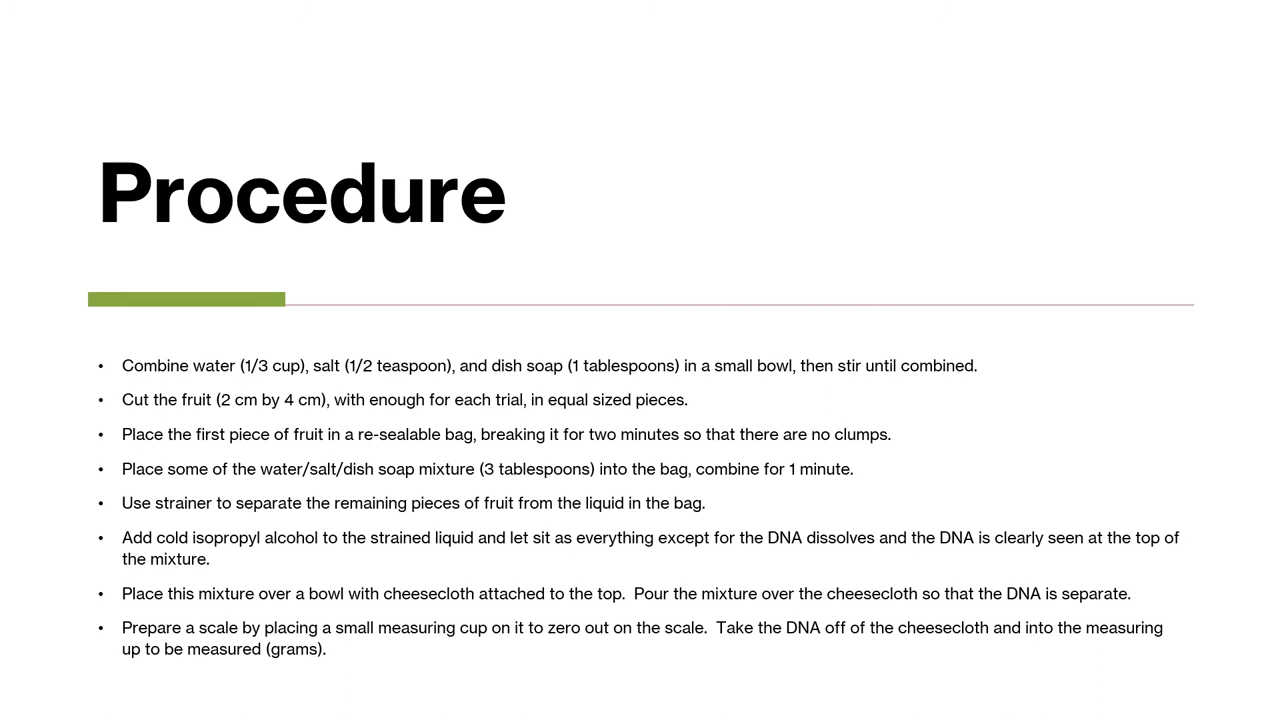 Procedure
• Combine water (1/3 cup), salt (1/2 teaspoon), and dish soap (1 tablespoons) in a small bowl, then stir until combined.
• Cut the fruit (2 cm by 4 cm), with enough for each trial, in equal sized pieces.
• Place the first piece of fruit in a re-sealable bag, breaking it for two minutes so that there are no clumps.
• Place some of the water/salt/dish soap mixture (3 tablespoons) into the bag, combine for 1 minute.
• Use strainer to separate the remaining pieces of fruit from the liquid in the bag.
• Add cold isopropyl alcohol to the strained liquid and let sit as everything except for the DNA dissolves and the DNA is clearly seen at the top of
the mixture.
• Place this mixture over a bowl with cheesecloth attached to the top.  Pour the mixture over the cheesecloth so that the DNA is separate.
• Prepare a scale by placing a small measuring cup on it to zero out on the scale.  Take the DNA off of the cheesecloth and into the measuring
up to be measured (grams).